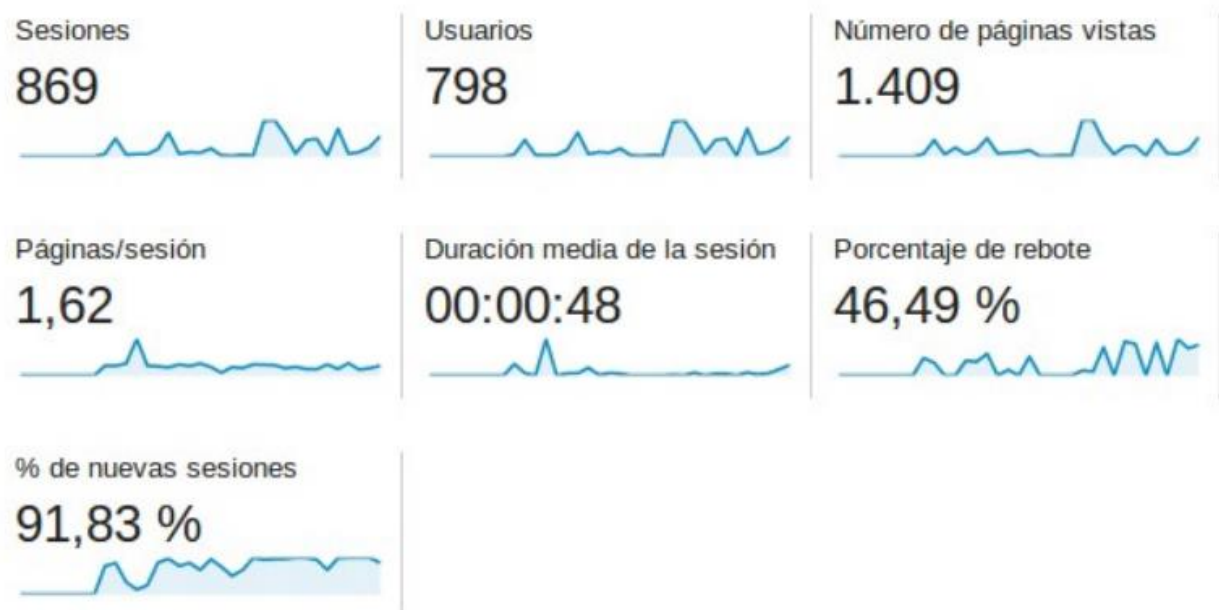 Sesiones
869
Usuarios
798
Número de páginas vistas
1.409
Páginas/sesión
1,62
Duración media de la sesión
00:00:48
Porcentaje de rebote
46,49 %
% de nuevas sesiones
91,83 %